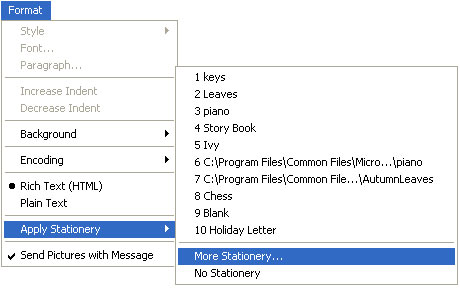 Format
Style
Font...
Paragraph...
Increase Indent
Decrease Indent
Background
Encoding
Rich Text (HTML)
Plain Text
Apply Stationery
Send Pictures with Message
1 keys
2 Leaves
3 piano
4 Story Book
5 Ivy
6 C:\Program Files\Common Files\Micro...\piano
7 C:\Program Files\Common File...\AutumnLeaves
8 Chess
9 Blank
10 Holiday Letter
More Stationery...
No Stationery